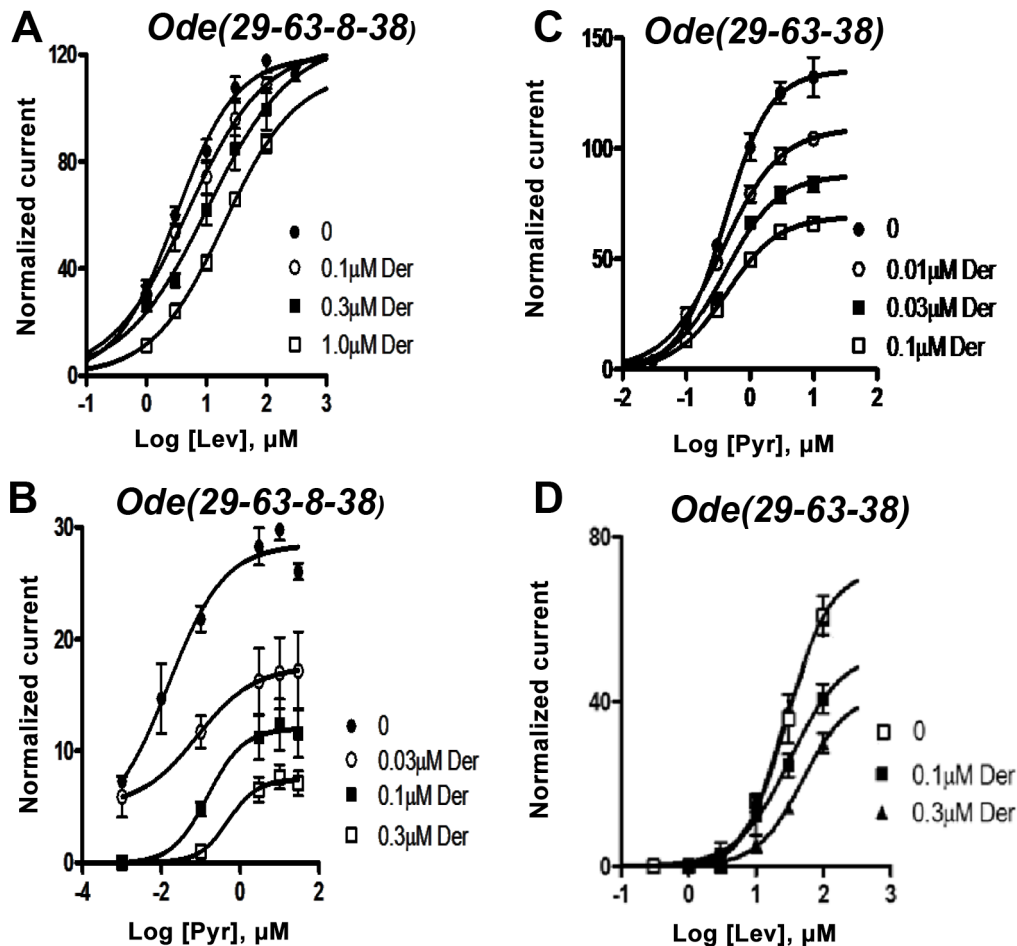 A
Ode(29-63-8-38)
Normalized current
120
80
40
0
-1 0 1 2 3
Log [Lev], µM
0
0.1µM Der
0.3µM Der
1.0µM Der
C
Ode(29-63-38)
Normalized current
150
100
50
0
-2 -1 0 1 2
Log [Pyr], µM
0
0.01µM Der
0.03µM Der
0.1µM Der
B
Ode(29-63-8-38)
Normalized current
30
20
10
0
-4 -2 0 2
Log [Pyr], µM
0
0.03µM Der
0.1µM Der
0.3µM Der
D
Ode(29-63-38)
Normalized current
80
40
0
-1 0 1 2 3
Log [Lev], µM
0
0.1µM Der
0.3µM Der